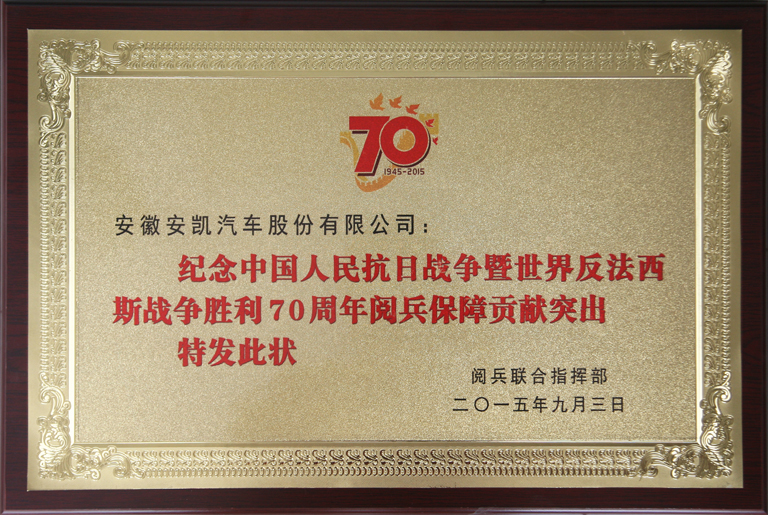 70
1945-2015
安徽安凯汽车股份有限公司：
纪念中国人民抗日战争暨世界反法西
斯战争胜利70周年阅兵保障贡献突出
特发此状
阅兵联合指挥部
二〇一五年九月三日